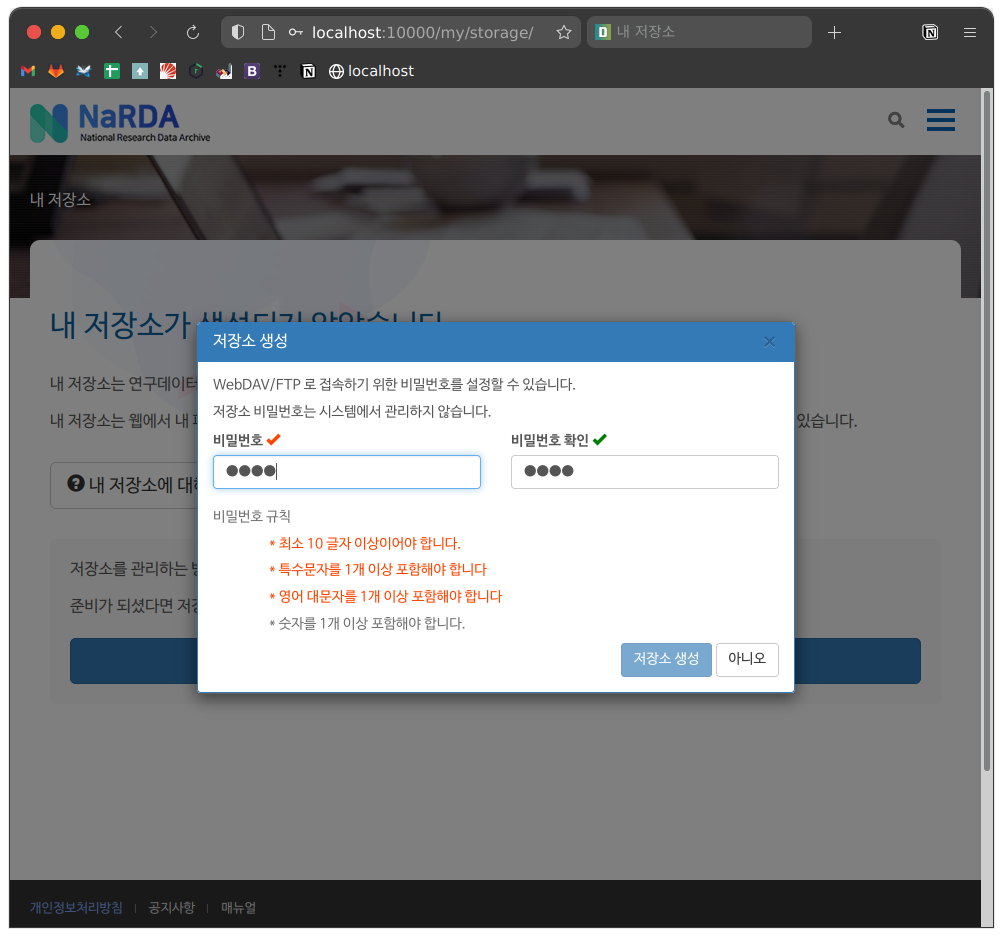 localhost:10000/my/storage/
내 저장소
localhost
NaRDA
National Research Data Archive
내 저장소
내 저장소가 생성되지 않았습니다
저장소 생성
×
내 저장소는 연구데이터
WebDAV/FTP 로 접속하기 위한 비밀번호를 설정할 수 있습니다.
저장소 비밀번호는 시스템에서 관리하지 않습니다.
내 저장소는 웹에서 내
있습니다.
비밀번호
비밀번호 확인
내 저장소에 대
비밀번호 규칙
* 최소 10 글자 이상이어야 합니다.
* 특수문자를 1개 이상 포함해야 합니다
* 영어 대문자를 1개 이상 포함해야 합니다
* 숫자를 1개 이상 포함해야 합니다.
저장소를 관리하는
준비가 되셨다면
저장소 생성
아니오
개인정보처리방침
공지사항
매뉴얼